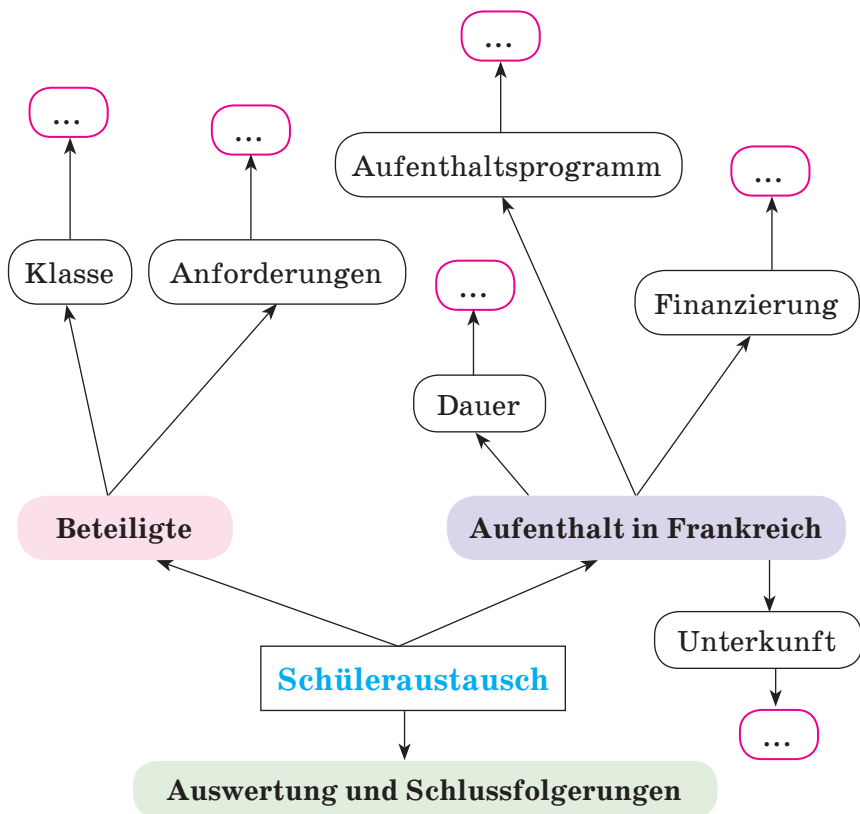 ...
...
...
Aufenthaltsprogramm
...
Klasse
Anforderungen
...
Finanzierung
Dauer
Beteiligte
Aufenthalt in Frankreich
Unterkunft
Schüleraustausch
...
Auswertung und Schlussfolgerungen